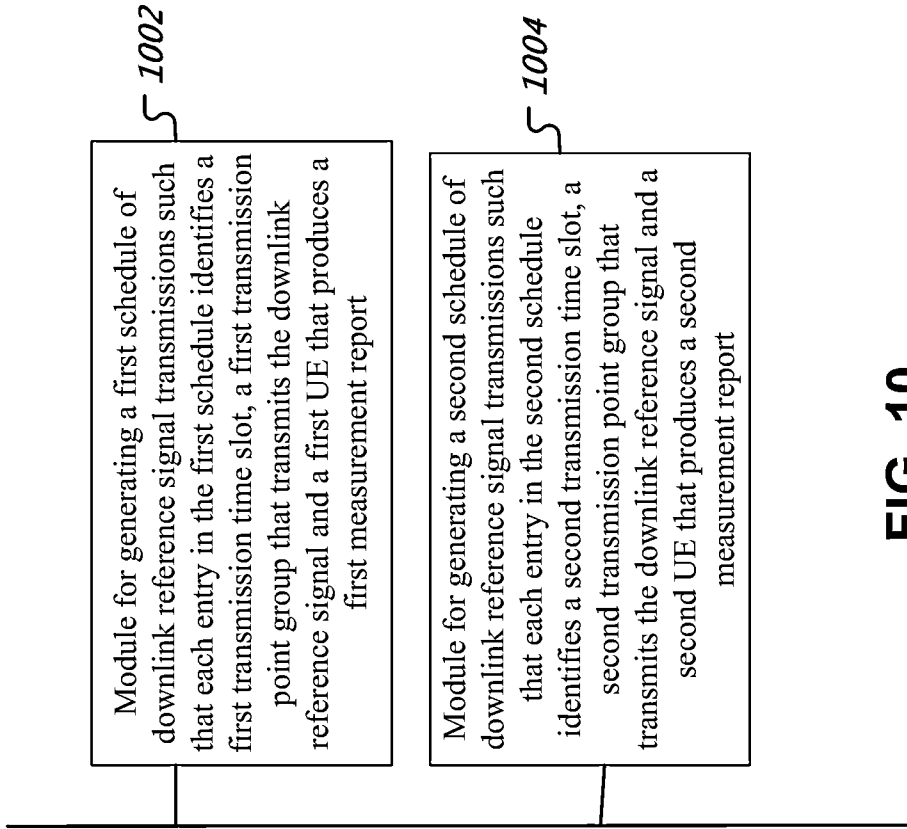 1002
Module for generating a first schedule of
downlink reference signal transmissions such
that each entry in the first schedule identifies a
first transmission time slot, a first transmission
point group that transmits the downlink
reference signal and a first UE that produces a
first measurement report
1004
Module for generating a second schedule of
downlink reference signal transmissions such
that each entry in the second schedule
identifies a second transmission time slot, a
second transmission point group that
transmits the downlink reference signal and a
second UE that produces a second
measurement report
FIG. 10